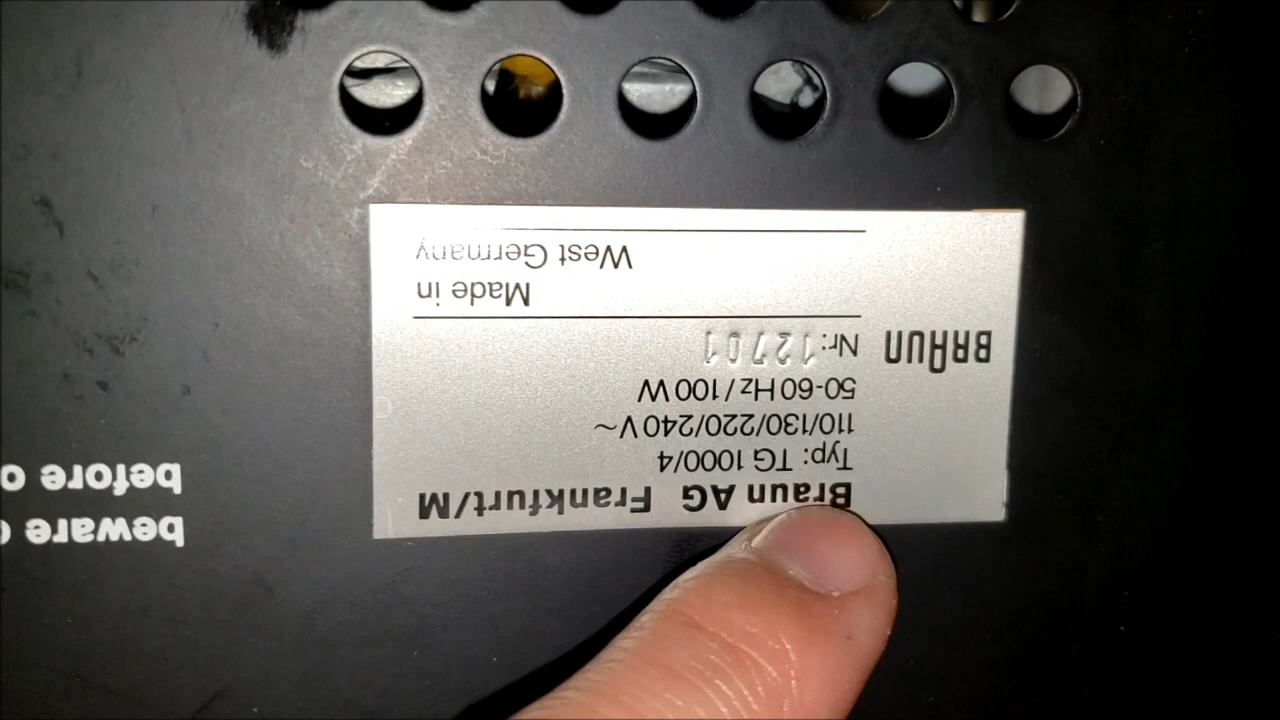 Braun AG Frankfurt/M
Typ: TG 1000/4
110/130/220/240 V~
50-60 Hz / 100 W
BRAUN Nr: 12701
Made in
West Germany
beware
before